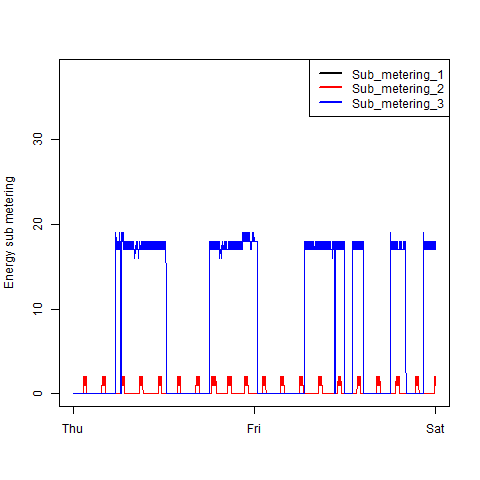 Sub_metering_1
Sub_metering_2
Sub_metering_3
Energy sub metering
30
20
10
0
Thu Fri Sat